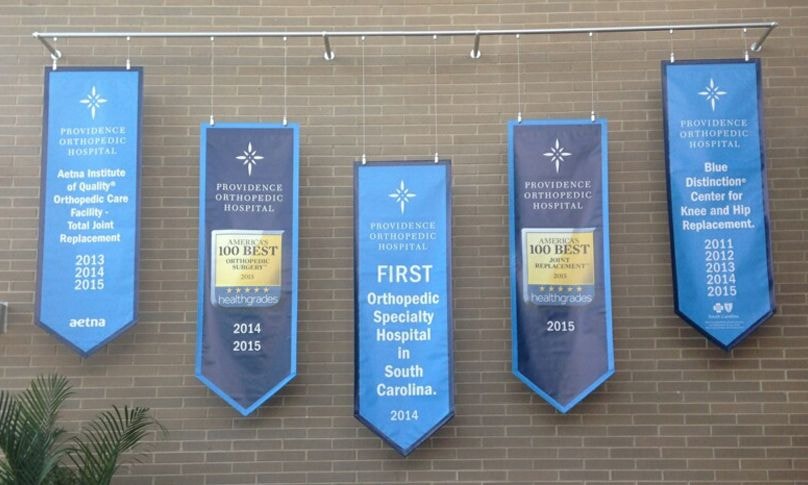 PROVIDENCE
ORTHOPEDIC
HOSPITAL
Aetna Institute
of Quality®
Orthopedic Care
Facility -
Total Joint
Replacement
2013
2014
2015
aetna
PROVIDENCE
ORTHOPEDIC
HOSPITAL
AMERICA'S
100 BEST
ORTHOPEDIC
SURGERY™
2015
healthgrades
2014
2015
PROVIDENCE
ORTHOPEDIC
HOSPITAL
FIRST
Orthopedic
Specialty
Hospital
in
South
Carolina.
2014
PROVIDENCE
ORTHOPEDIC
HOSPITAL
AMERICA'S
100 BEST
JOINT
REPLACEMENT™
2015
healthgrades
2015
PROVIDENCE
ORTHOPEDIC
HOSPITAL
Blue
Distinction®
Center for
Knee and Hip
Replacement.
2011
2012
2013
2014
2015
South Carolina